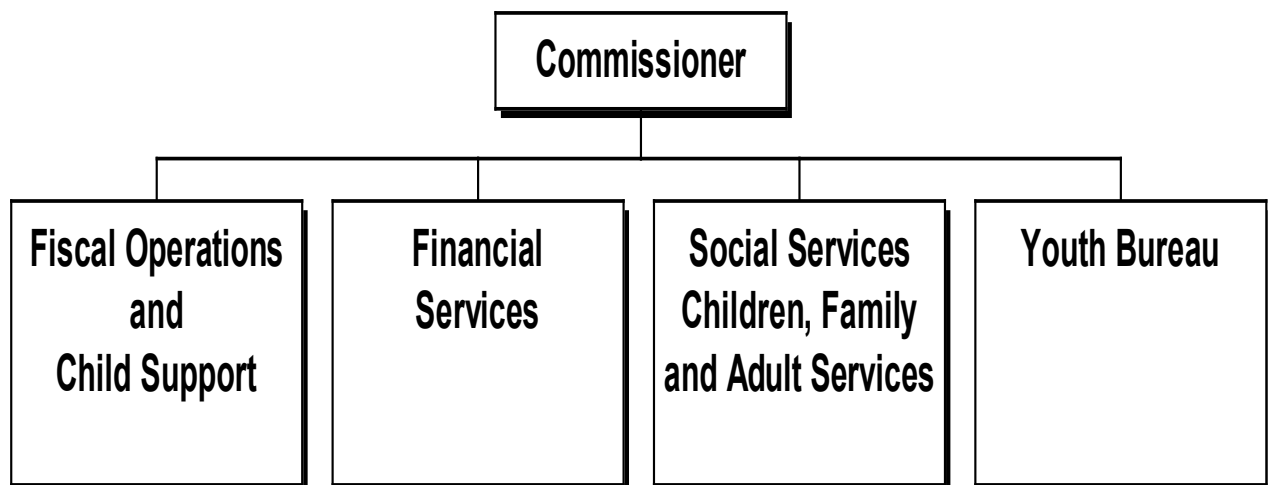 Commissioner
Fiscal Operations
and
Child Support
Financial
Services
Social Services
Children, Family
and Adult Services
Youth Bureau